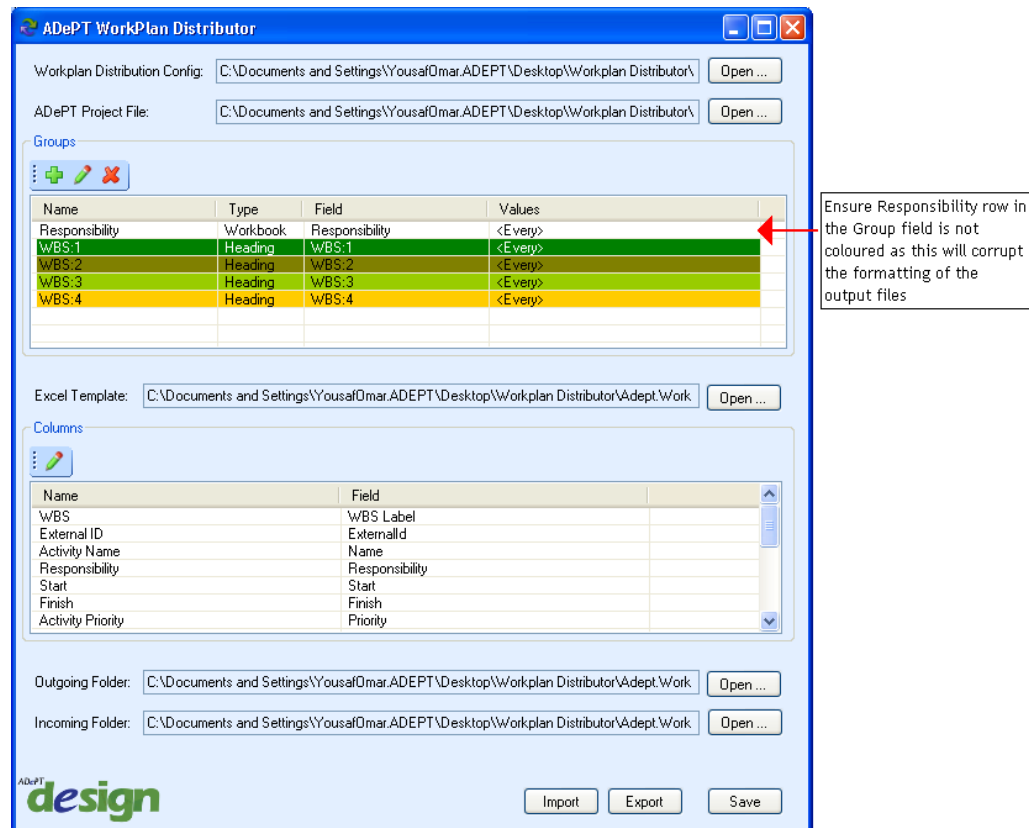 ADePT WorkPlan Distributor
Workplan Distribution Config: C:\Documents and Settings\YousafOmar.ADEPT\Desktop\Workplan Distributor\ Open ...
ADePT Project File: C:\Documents and Settings\YousafOmar.ADEPT\Desktop\Workplan Distributor\ Open ...
Groups
Name Type Field Values
Responsibility Workbook Responsibility <Every>
WBS:1 Heading WBS:1 <Every>
WBS:2 Heading WBS:2 <Every>
WBS:3 Heading WBS:3 <Every>
WBS:4 Heading WBS:4 <Every>
Ensure Responsibility row in
the Group field is not
coloured as this will corrupt
the formatting of the
output files
Excel Template: C:\Documents and Settings\YousafOmar.ADEPT\Desktop\Workplan Distributor\Adept.Work Open ...
Columns
Name Field
WBS WBS Label
External ID ExternalId
Activity Name Name
Responsibility Responsibility
Start Start
Finish Finish
Activity Priority Priority
Outgoing Folder: C:\Documents and Settings\YousafOmar.ADEPT\Desktop\Workplan Distributor\Adept.Work Open ...
Incoming Folder: C:\Documents and Settings\YousafOmar.ADEPT\Desktop\Workplan Distributor\Adept.Work Open ...
ADePT
design
Import Export Save